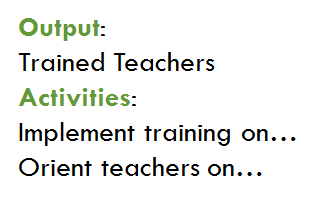 Output:
Trained Teachers
Activities:
Implement training on…
Orient teachers on…